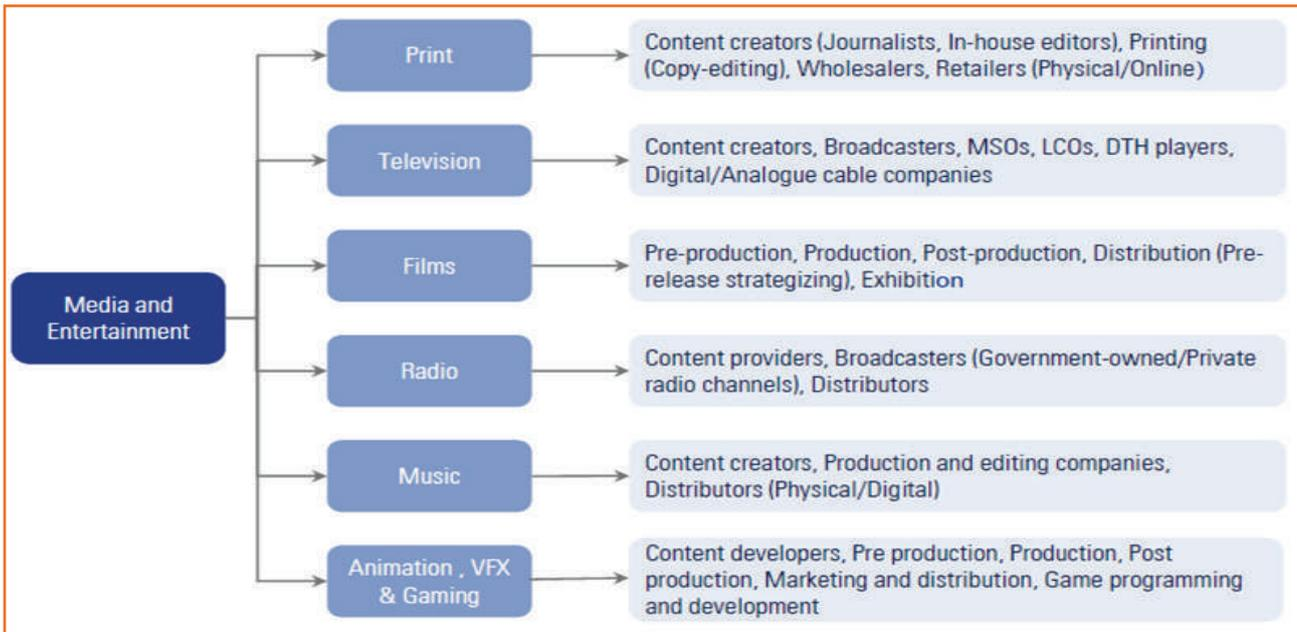 Media and
Entertainment
Print
Content creators (Journalists, In-house editors), Printing
(Copy-editing), Wholesalers, Retailers (Physical/Online)
Television
Content creators, Broadcasters, MSOs, LCOs, DTH players,
Digital/Analogue cable companies
Films
Pre-production, Production, Post-production, Distribution (Pre-
release strategizing), Exhibition
Radio
Content providers, Broadcasters (Government-owned/Private
radio channels), Distributors
Music
Content creators, Production and editing companies,
Distributors (Physical/Digital)
Animation , VFX
& Gaming
Content developers, Pre production, Production, Post
production, Marketing and distribution, Game programming
and development